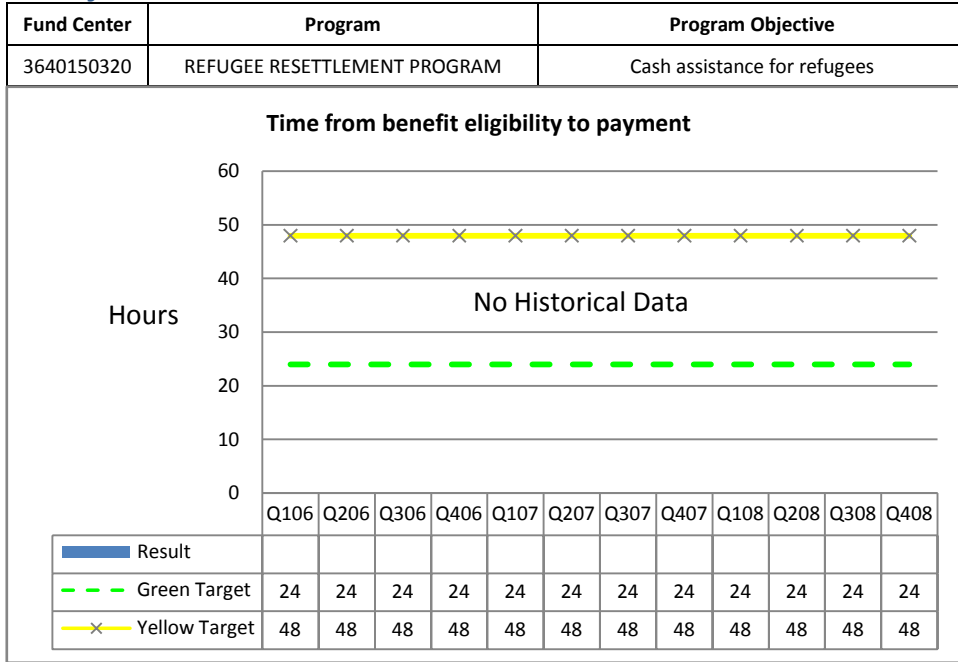 Fund Center Program Program Objective
3640150320 REFUGEE RESETTLEMENT PROGRAM Cash assistance for refugees
Time from benefit eligibility to payment
60
50
40
30
20
10
0
Hours
No Historical Data
Q106 Q206 Q306 Q406 Q107 Q207 Q307 Q407 Q108 Q208 Q308 Q408
Result
Green Target 24 24 24 24 24 24 24 24 24 24 24 24
Yellow Target 48 48 48 48 48 48 48 48 48 48 48 48